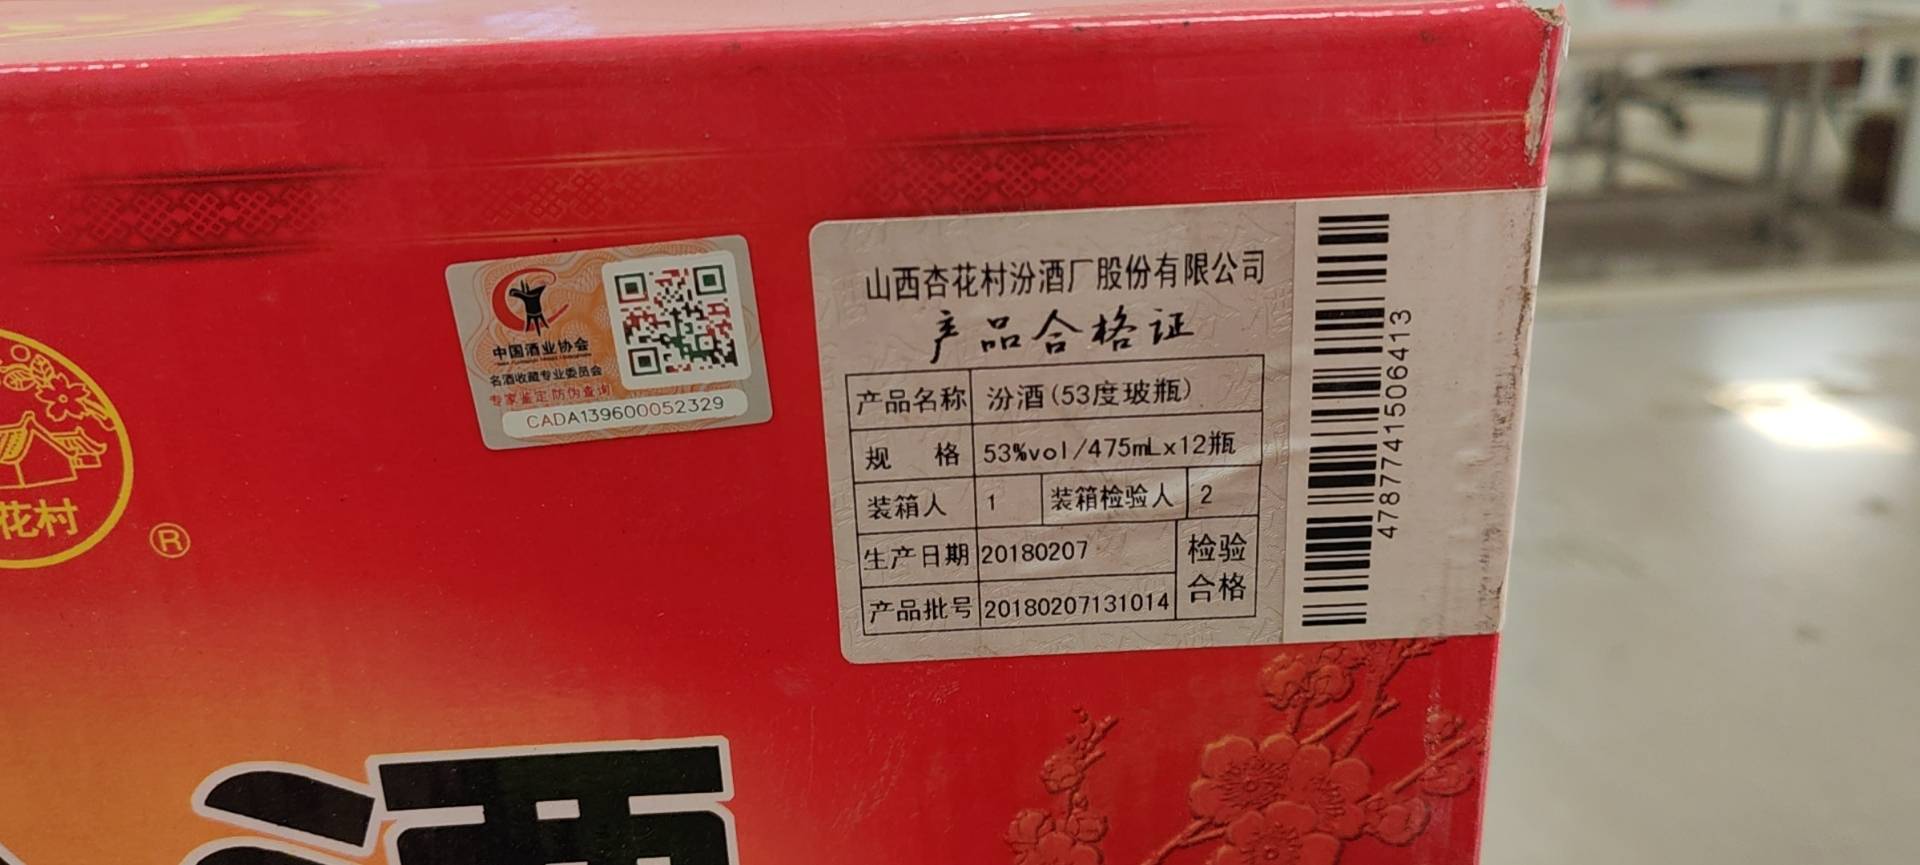 花村
®
中国酒业协会
名酒收藏专业委员会
专家鉴定防伪查询
CADA139600052329
山西杏花村汾酒厂股份有限公司
产品合格证
产品名称 汾酒(53度玻瓶)
规 格 53%vol/475mLx12瓶
装箱人 1 装箱检验人 2
生产日期 20180207
产品批号 20180207131014
检验
合格
4787741506413
酒